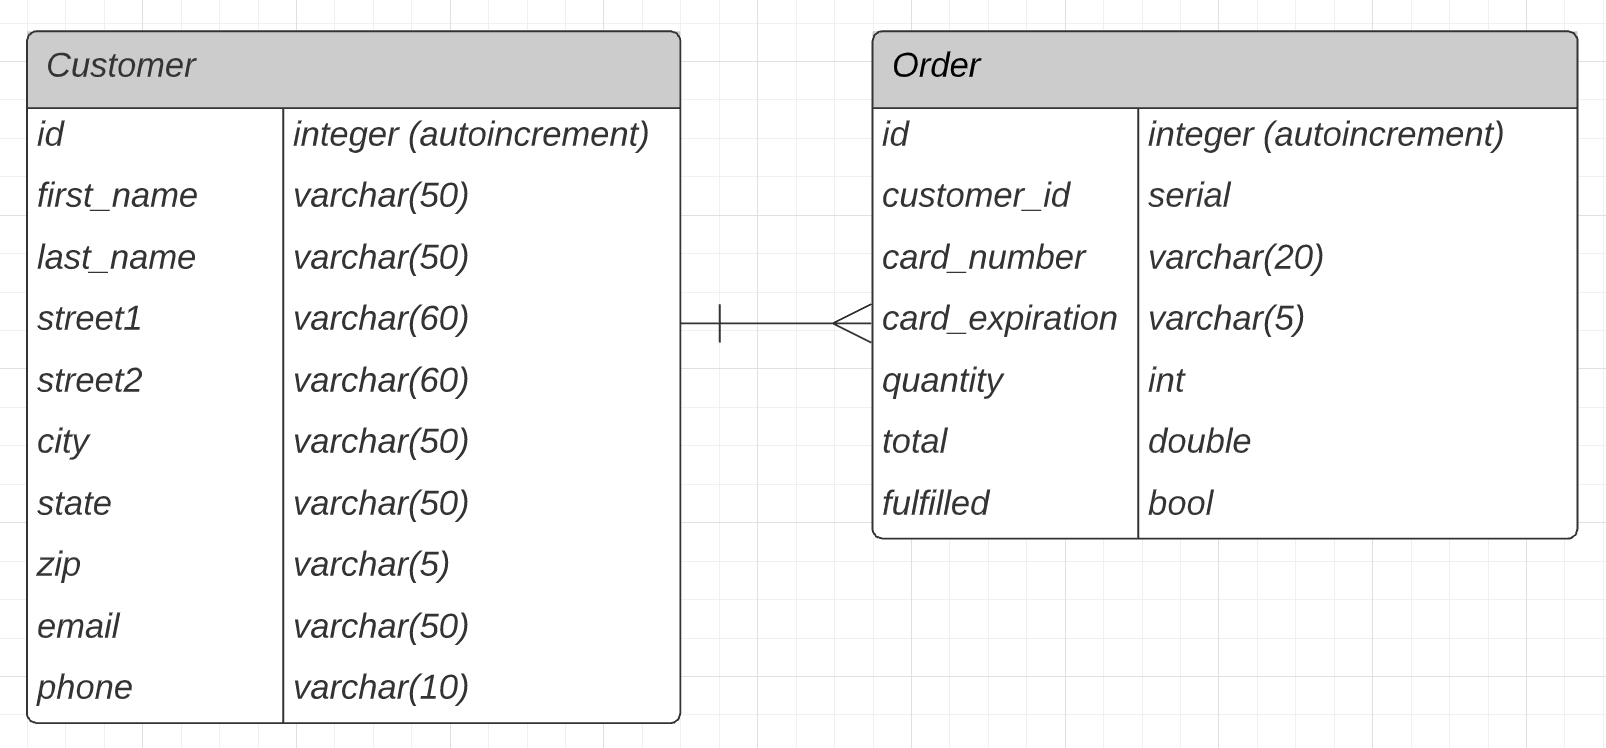 Customer
id integer (autoincrement)
first_name varchar(50)
last_name varchar(50)
street1 varchar(60)
street2 varchar(60)
city varchar(50)
state varchar(50)
zip varchar(5)
email varchar(50)
phone varchar(10)
Order
id integer (autoincrement)
customer_id serial
card_number varchar(20)
card_expiration varchar(5)
quantity int
total double
fulfilled bool